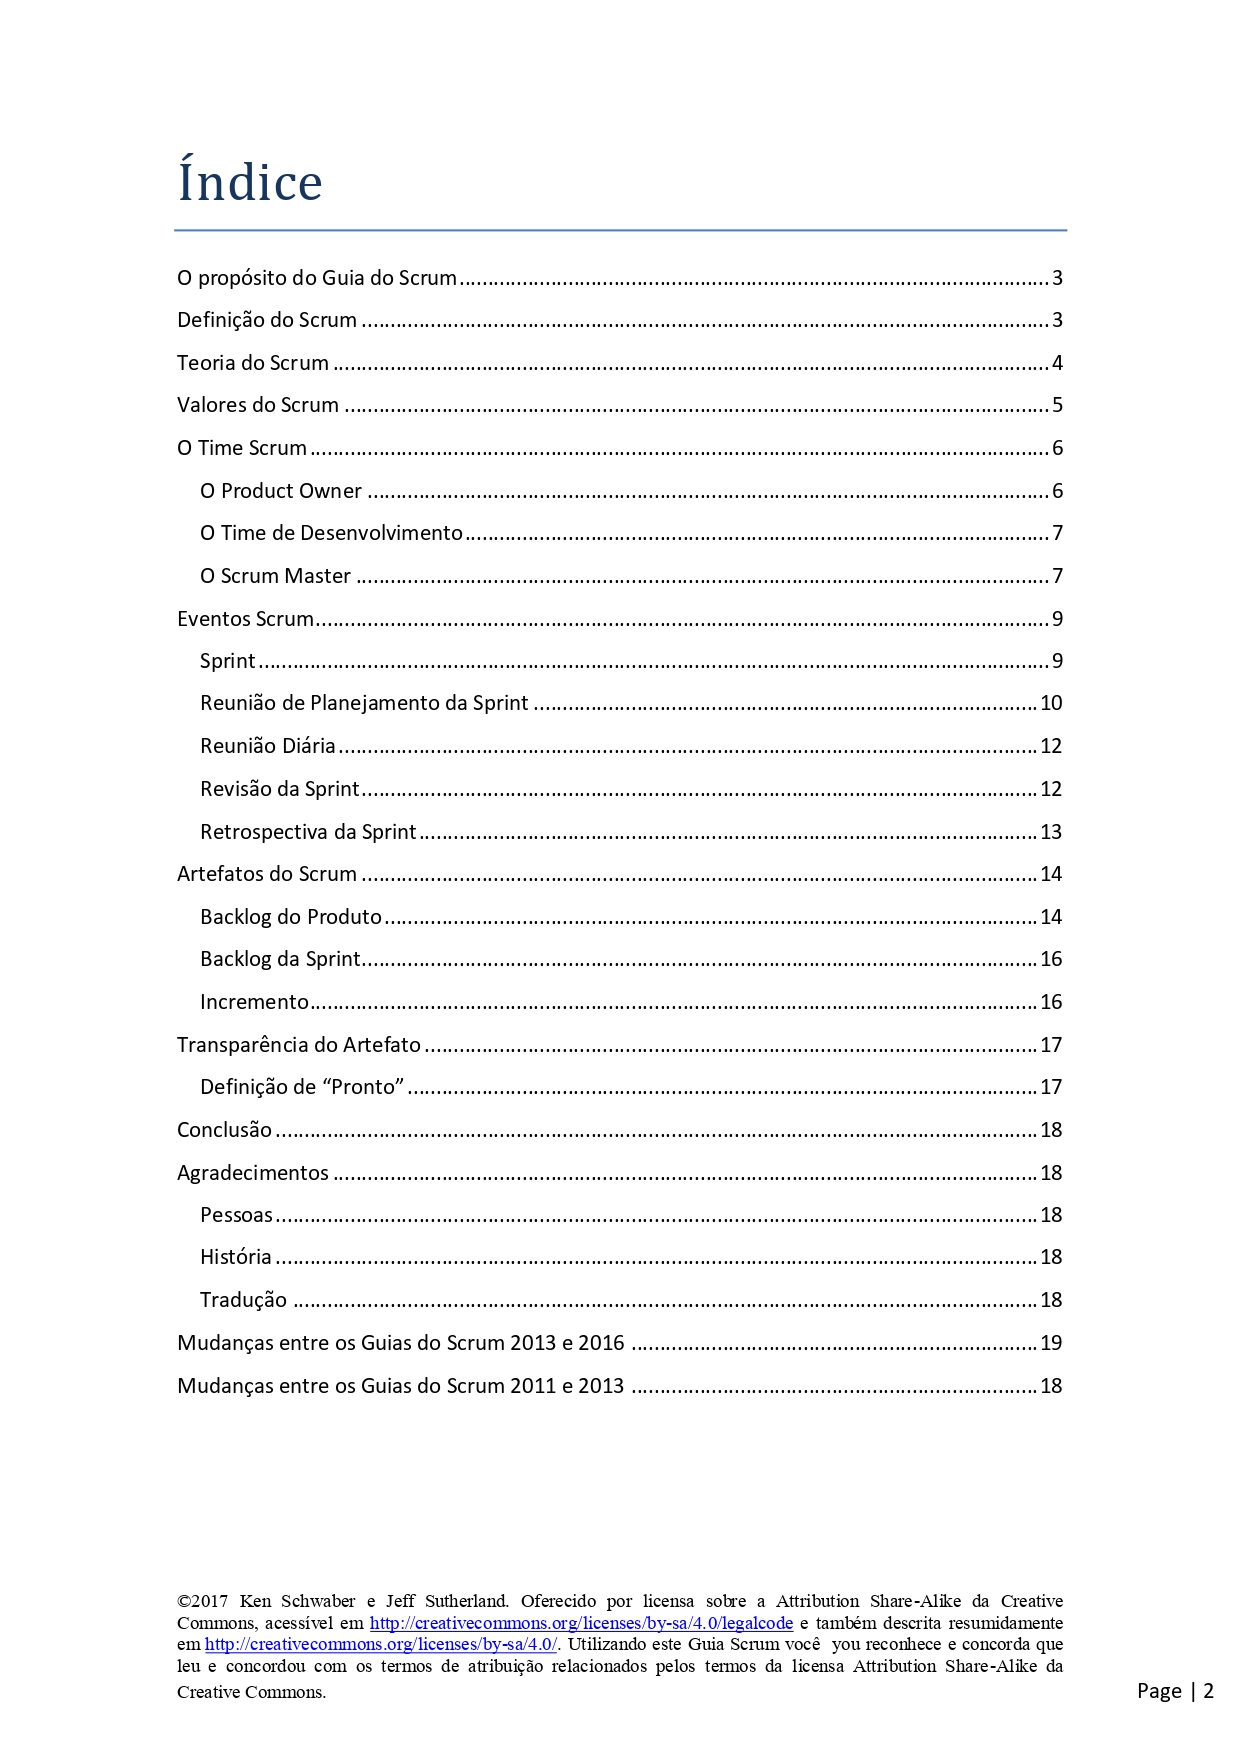 Índice
O propósito do Guia do Scrum........................................................................................................3
Definição do Scrum ........................................................................................................................3
Teoria do Scrum .............................................................................................................................4
Valores do Scrum ...........................................................................................................................5
O Time Scrum.................................................................................................................................6
O Product Owner .......................................................................................................................6
O Time de Desenvolvimento......................................................................................................7
O Scrum Master .........................................................................................................................7
Eventos Scrum................................................................................................................................9
Sprint..........................................................................................................................................9
Reunião de Planejamento da Sprint ........................................................................................10
Reunião Diária..........................................................................................................................12
Revisão da Sprint......................................................................................................................12
Retrospectiva da Sprint............................................................................................................13
Artefatos do Scrum ......................................................................................................................14
Backlog do Produto..................................................................................................................14
Backlog da Sprint......................................................................................................................16
Incremento...............................................................................................................................16
Transparência do Artefato...........................................................................................................17
Definição de “Pronto”..............................................................................................................17
Conclusão.....................................................................................................................................18
Agradecimentos ...........................................................................................................................18
Pessoas.....................................................................................................................................18
História.....................................................................................................................................18
Tradução ..................................................................................................................................18
Mudanças entre os Guias do Scrum 2013 e 2016 .......................................................................19
Mudanças entre os Guias do Scrum 2011 e 2013 .......................................................................18
©2017 Ken Schwaber e Jeff Sutherland. Oferecido por licensa sobre a Attribution Share-Alike da Creative
Commons, acessível em http://creativecommons.org/licenses/by-sa/4.0/legalcode e também descrita resumidamente
em http://creativecommons.org/licenses/by-sa/4.0/. Utilizando este Guia Scrum você you reconhece e concorda que
leu e concordou com os termos de atribuição relacionados pelos termos da licensa Attribution Share-Alike da
Creative Commons.
Page | 2